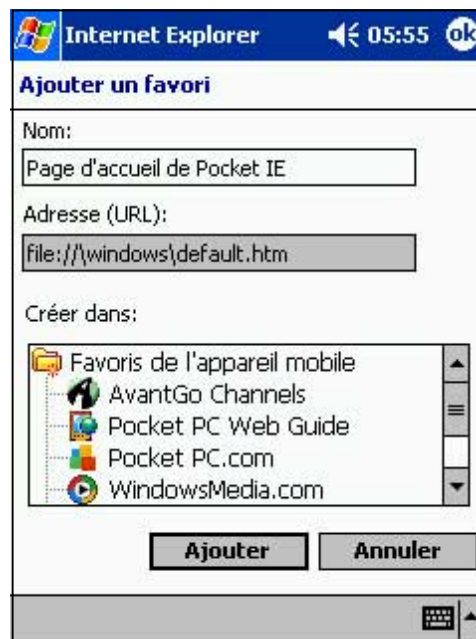 Internet Explorer 05:55 ok
Ajouter un favori
Nom:
Page d'accueil de Pocket IE
Adresse (URL):
file://\windows\default.htm
Créer dans:
Favoris de l'appareil mobile
AvantGo Channels
Pocket PC Web Guide
Pocket PC.com
WindowsMedia.com
Ajouter Annuler